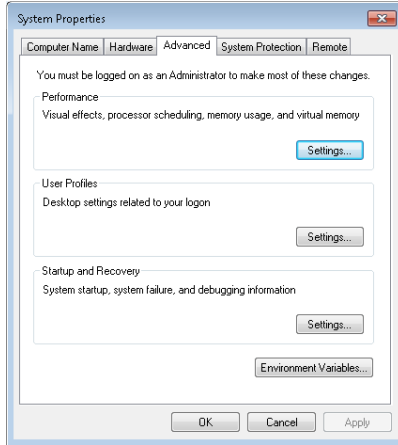 System Properties
Computer Name Hardware Advanced System Protection Remote
You must be logged on as an Administrator to make most of these changes.
Performance
Visual effects, processor scheduling, memory usage, and virtual memory
Settings...
User Profiles
Desktop settings related to your logon
Settings...
Startup and Recovery
System startup, system failure, and debugging information
Settings...
Environment Variables...
OK Cancel Apply